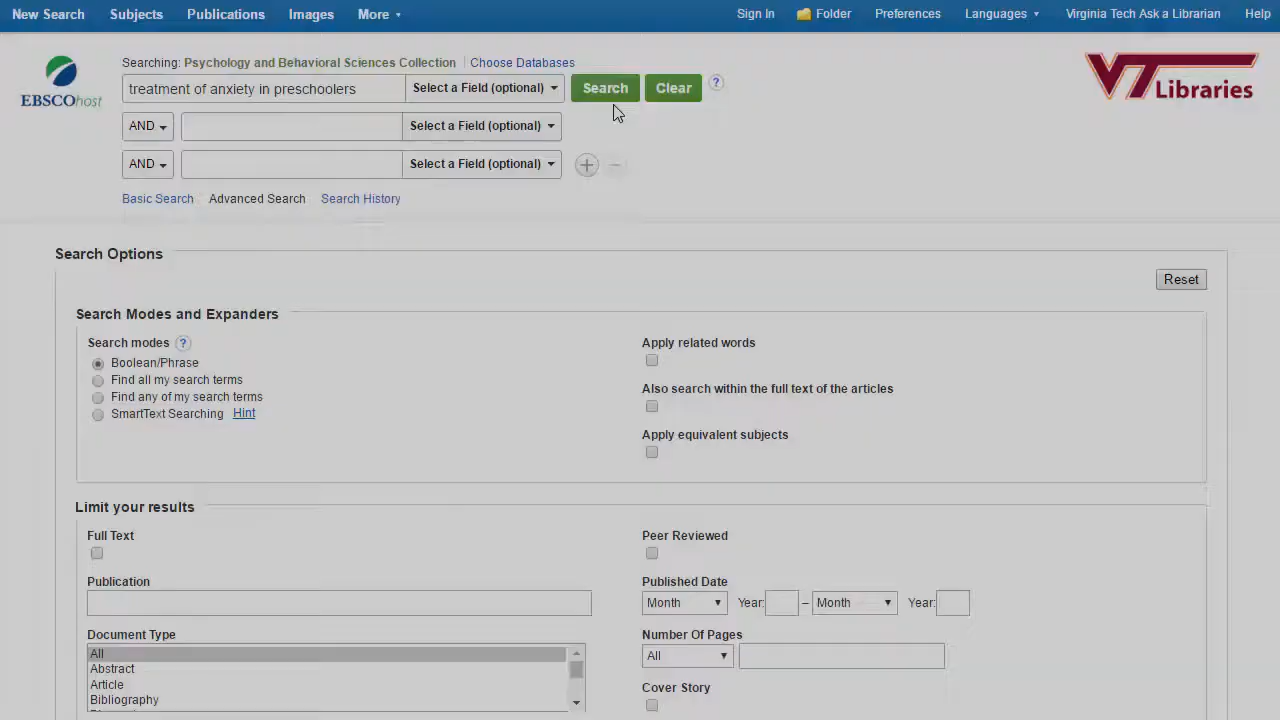 New Search Subjects Publications Images More Sign In Folder Preferences Languages Virginia Tech Ask a Librarian Help
Searching: Psychology and Behavioral Sciences Collection Choose Databases
EBSCOhost
treatment of anxiety in preschoolers Select a Field (optional) Search Clear ?
VT Libraries
AND Select a Field (optional)
AND Select a Field (optional)
Basic Search Advanced Search Search History
Search Options
Reset
Search Modes and Expanders
Search modes ?
Boolean/Phrase
Find all my search terms
Find any of my search terms
SmartText Searching Hint
Apply related words
Also search within the full text of the articles
Apply equivalent subjects
Limit your results
Full Text
Peer Reviewed
Publication
Published Date
Month Year: – Month Year:
Document Type
All
Abstract
Article
Bibliography
Number Of Pages
All
Cover Story